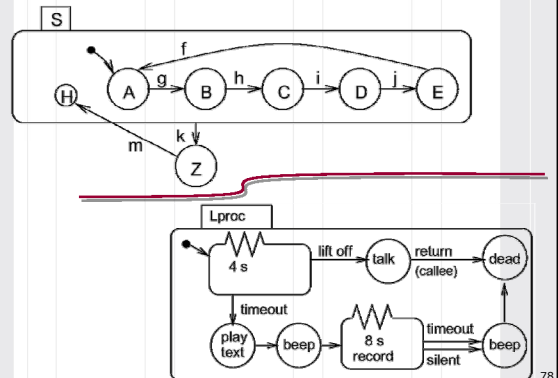 S
f
g h i j
A B C D E
H
m k
Z
Lproc
4 s
lift off
talk
return
(callee)
dead
timeout
play
text
beep
8 s
record
timeout
silent
beep
78